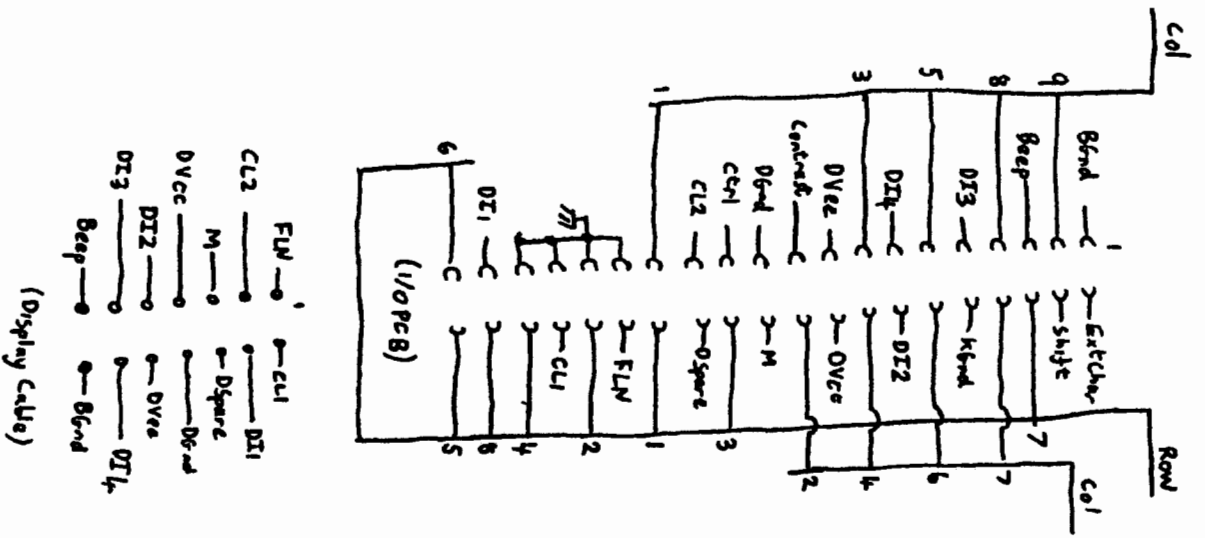 Col Row
Col
BGnd 1 ExtChar
9 Shift
Beep 7
8 7
DI3 KGnd
5 6
DI4 DI2
3 4
DVee DVcc
Contrast 2
DGnd M
Ctrl 3
CL2 DSpare
1 1
FLN
2
CL1
4
DI1 8
6 5
(I/O PCB)
FLN 1 CL1
CL2 DI1
M DSpare
DVcc DGnd
DI2 DVee
DI3 DI4
Beep BGnd
(Display Cable)